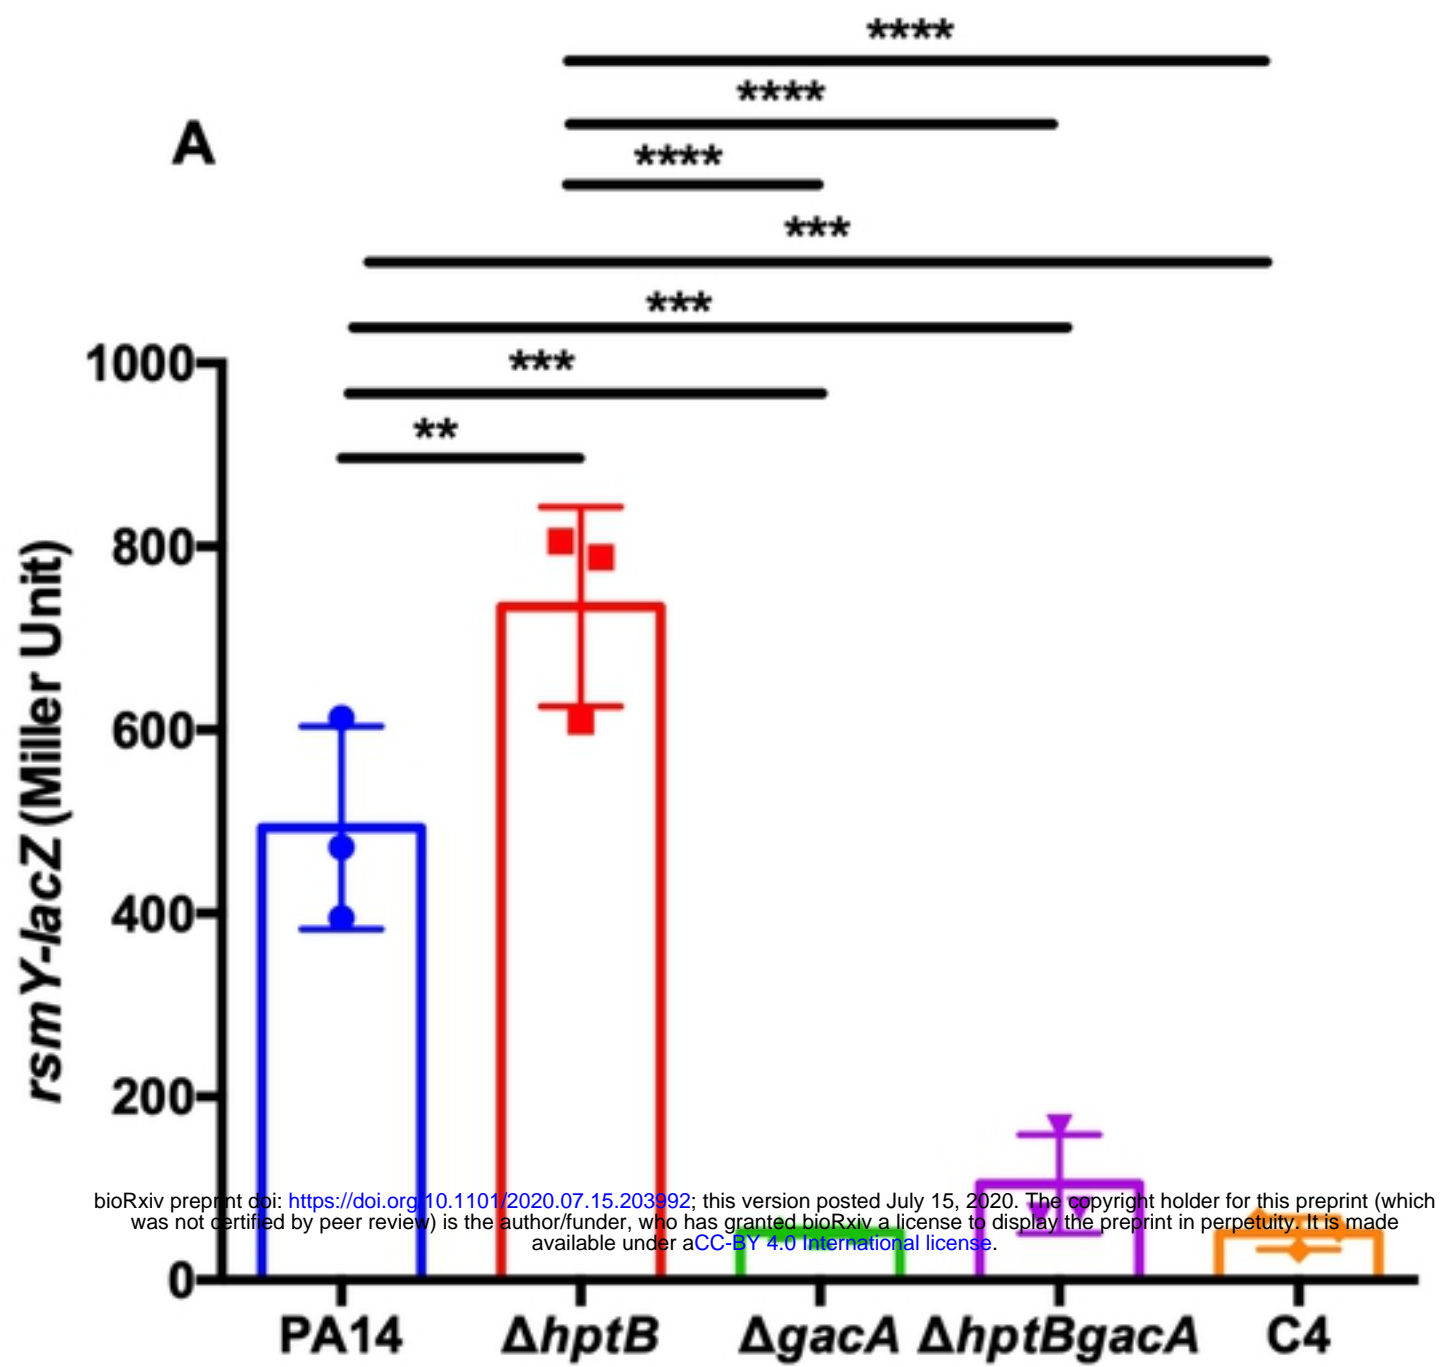 ****
****
A
****
***
***
1000
***
**
800
600
400
200
0
rsmY-lacZ (Miller Unit)
bioRxiv preprint doi: https://doi.org/10.1101/2020.07.15.203992; this version posted July 15, 2020. The copyright holder for this preprint (which
was not certified by peer review) is the author/funder, who has granted bioRxiv a license to display the preprint in perpetuity. It is made
available under aCC-BY 4.0 International license.
PA14 ΔhptB ΔgacA ΔhptBgacA C4